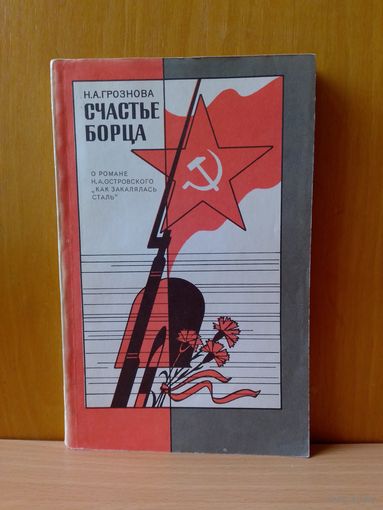 Н.А.ГРОЗНОВА
СЧАСТЬЕ
БОРЦА
О РОМАНЕ
Н.А.ОСТРОВСКОГО
„КАК ЗАКАЛЯЛАСЬ
СТАЛЬ"